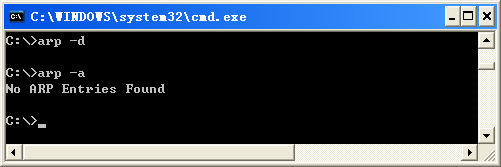 C:\WINDOWS\system32\cmd.exe
C:\>arp -d
C:\>arp -a
No ARP Entries Found
C:\>_